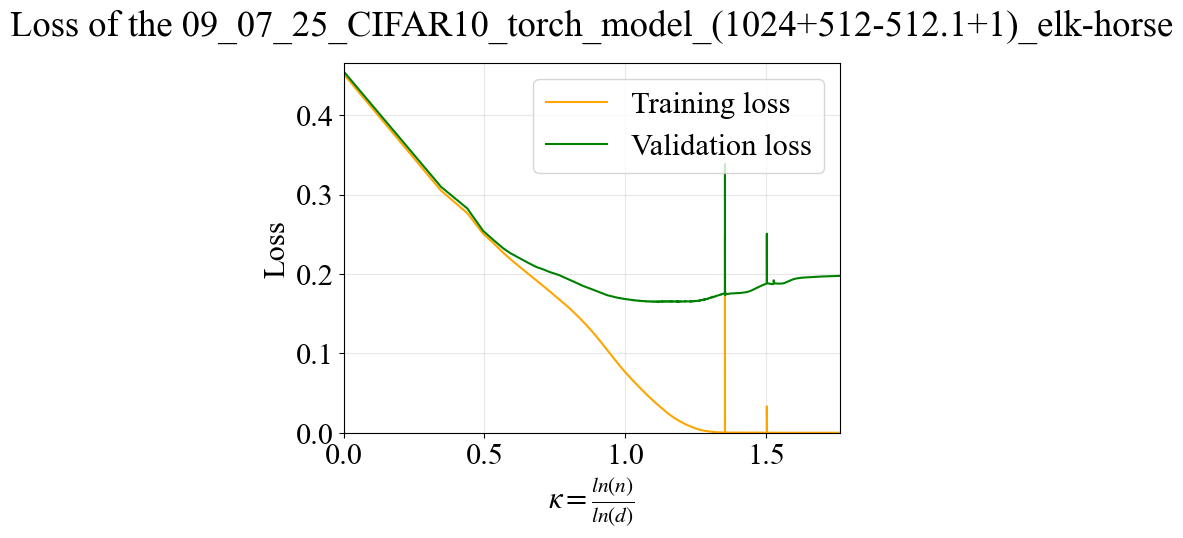 Loss of the 09_07_25_CIFAR10_torch_model_(1024+512-512.1+1)_elk-horse
Training loss
Validation loss
Loss
0.4
0.3
0.2
0.1
0.0
0.0 0.5 1.0 1.5
κ = ln(n)/ln(d)